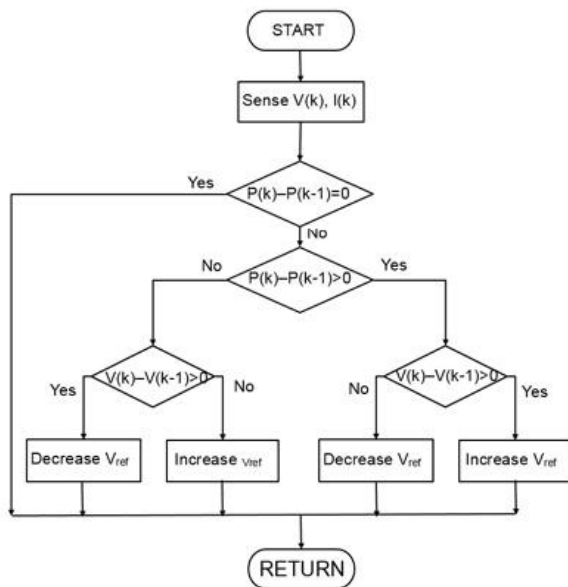 START
Sense V(k), I(k)
Yes
P(k)–P(k-1)=0
No
No
P(k)–P(k-1)>0
Yes
V(k)–V(k-1)>0
V(k)–V(k-1)>0
Yes
No
No
Yes
Decrease Vref
Increase Vref
Decrease Vref
Increase Vref
RETURN